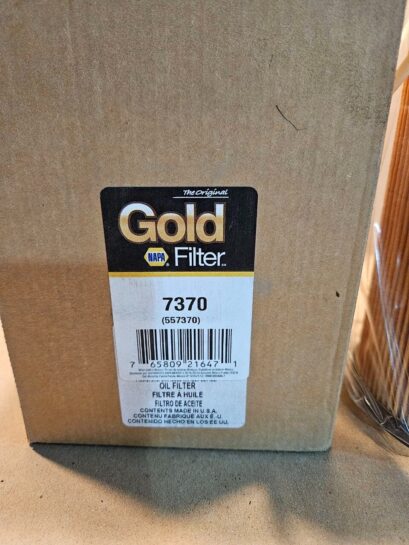 The Original
Gold
NAPA Filter
7370
(557370)
7 65809 21647 1
OIL FILTER
FILTRE À HUILE
FILTRO DE ACEITE
CONTENTS MADE IN U.S.A.
CONTENU FABRIQUÉ AUX É.-U.
CONTENIDO HECHO EN LOS EE UU.